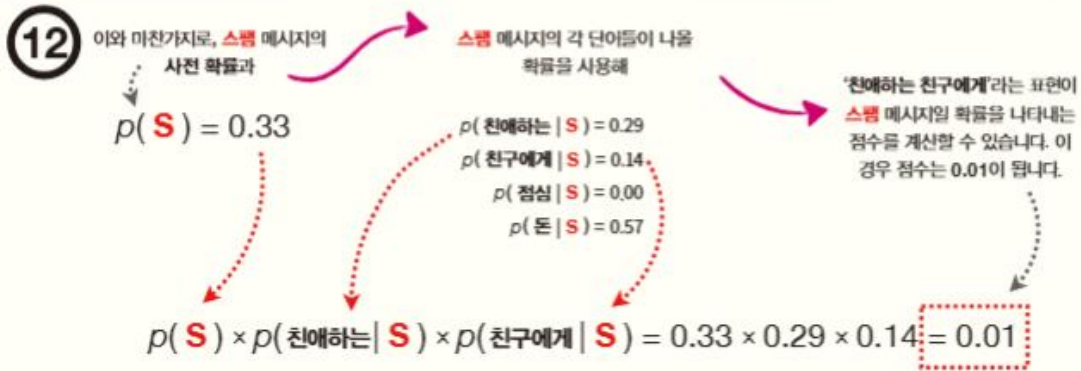 12
이와 마찬가지로, 스팸 메시지의
사전 확률과
p( S ) = 0.33
스팸 메시지의 각 단어들이 나올
확률을 사용해
p( 친애하는 | S ) = 0.29
p( 친구에게 | S ) = 0.14
p( 점심 | S ) = 0.00
p( 돈 | S ) = 0.57
'친애하는 친구에게'라는 표현이
스팸 메시지일 확률을 나타내는
점수를 계산할 수 있습니다. 이
경우 점수는 0.01이 됩니다.
p( S ) × p( 친애하는 | S ) × p( 친구에게 | S ) = 0.33 × 0.29 × 0.14 = 0.01